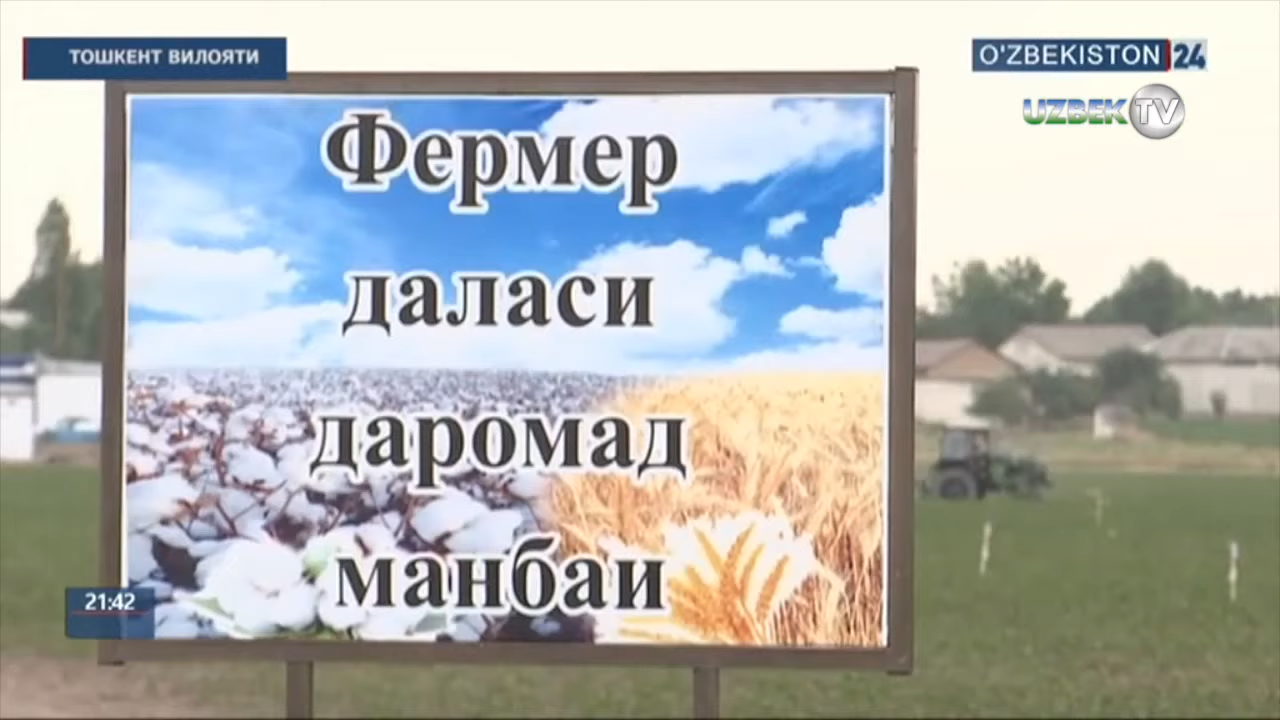 ТОШКЕНТ ВИЛОЯТИ
O'ZBEKISTON 24
UZBEK TV
Фермер
даласи
даромад
манбаи
21:42